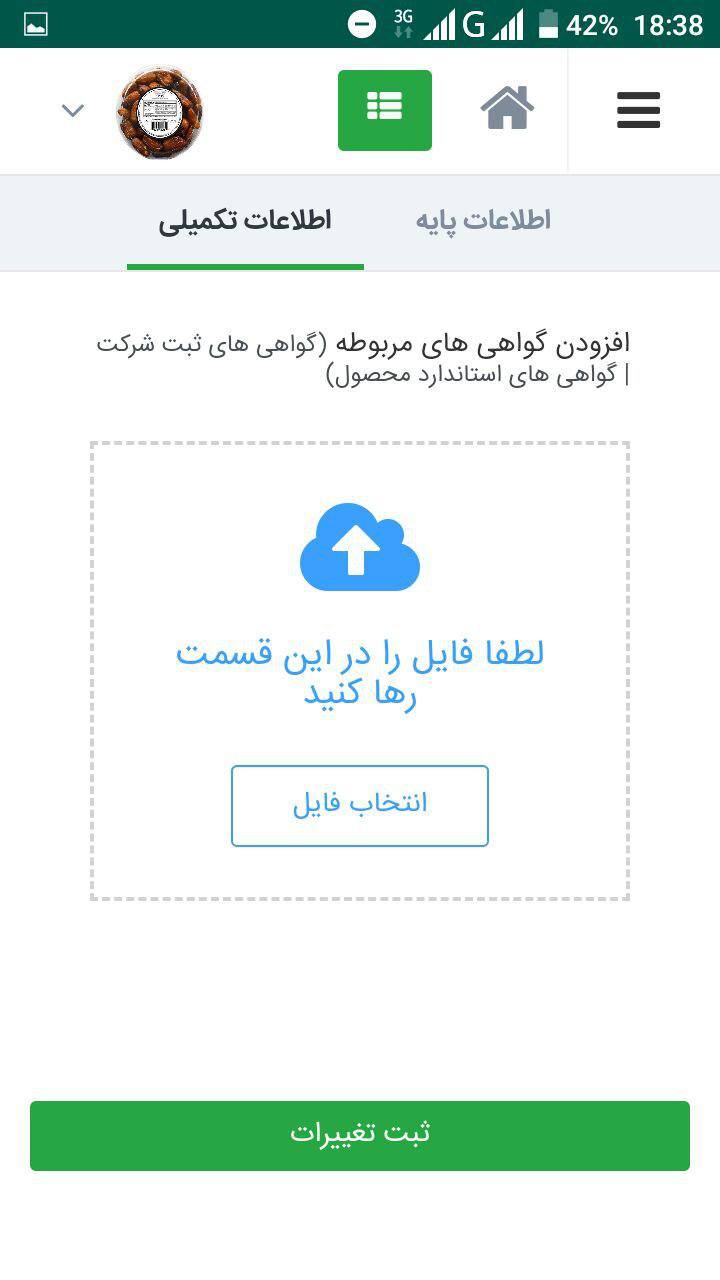 3G G 42% 18:38
اطلاعات پایه
اطلاعات تکمیلی
افزودن گواهی های مربوطه (گواهی های ثبت شرکت
| گواهی های استاندارد محصول)
لطفا فایل را در این قسمت
رها کنید
انتخاب فایل
ثبت تغییرات